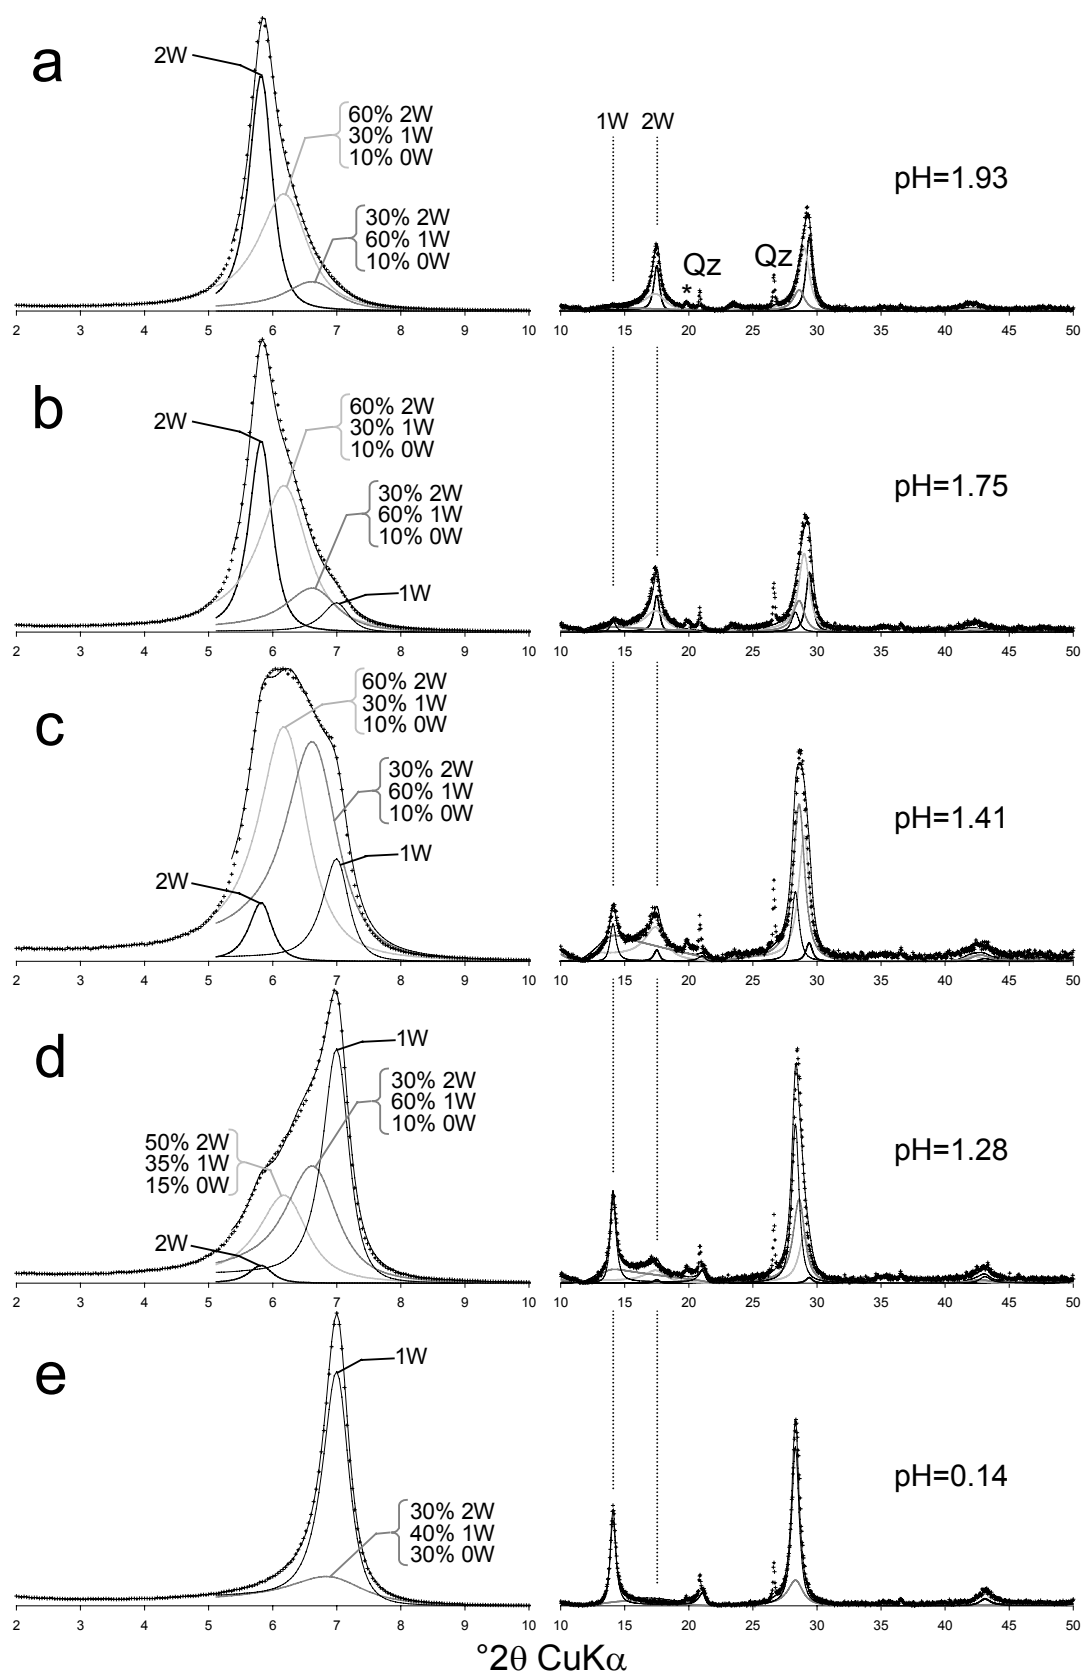 a
2W
60% 2W
30% 1W
10% 0W
30% 2W
60% 1W
10% 0W
1W 2W
* Qz
Qz
pH=1.93
2 3 4 5 6 7 8 9 10
10 15 20 25 30 35 40 45 50
b
2W
60% 2W
30% 1W
10% 0W
30% 2W
60% 1W
10% 0W
1W
pH=1.75
2 3 4 5 6 7 8 9 10
10 15 20 25 30 35 40 45 50
c
60% 2W
30% 1W
10% 0W
30% 2W
60% 1W
10% 0W
1W
2W
pH=1.41
2 3 4 5 6 7 8 9 10
10 15 20 25 30 35 40 45 50
d
1W
30% 2W
60% 1W
10% 0W
50% 2W
35% 1W
15% 0W
2W
pH=1.28
2 3 4 5 6 7 8 9 10
10 15 20 25 30 35 40 45 50
e
1W
30% 2W
40% 1W
30% 0W
pH=0.14
2 3 4 5 6 7 8 9 10
10 15 20 25 30 35 40 45 50
°2θ CuKα